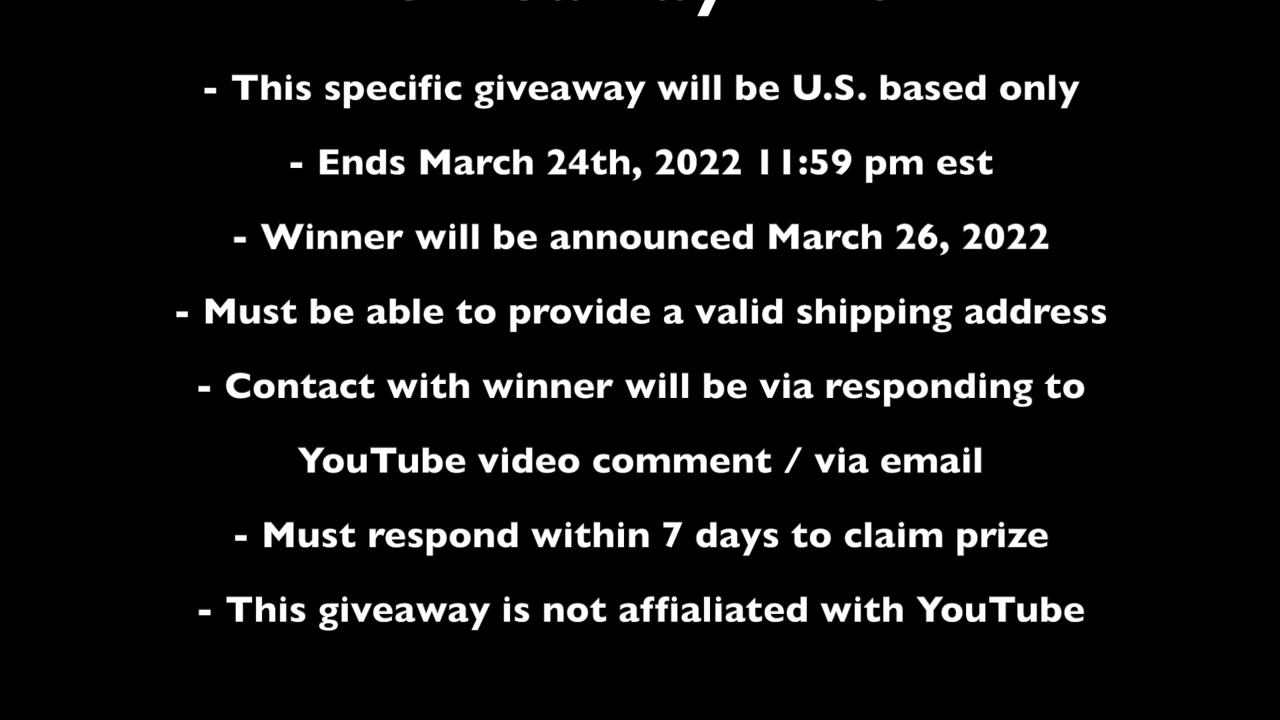 - This specific giveaway will be U.S. based only
- Ends March 24th, 2022 11:59 pm est
- Winner will be announced March 26, 2022
- Must be able to provide a valid shipping address
- Contact with winner will be via responding to
YouTube video comment / via email
- Must respond within 7 days to claim prize
- This giveaway is not affialiated with YouTube